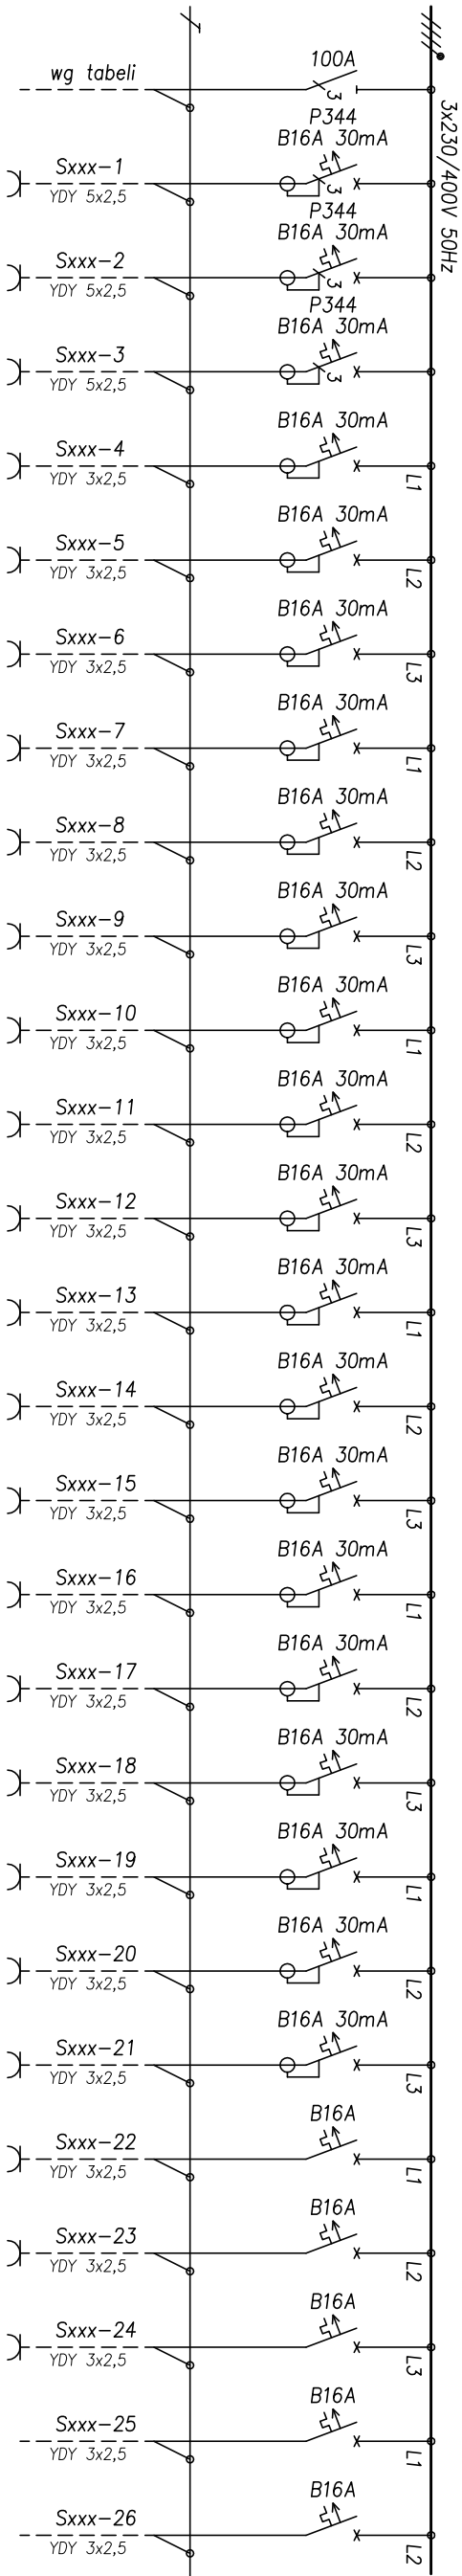 3x230/400V 50Hz
100A
3
wg tabeli
P344
B16A 30mA
3
Sxxx-1
YDY 5x2,5
P344
B16A 30mA
3
Sxxx-2
YDY 5x2,5
P344
B16A 30mA
3
Sxxx-3
YDY 5x2,5
B16A 30mA
Sxxx-4
YDY 3x2,5
L1
B16A 30mA
Sxxx-5
YDY 3x2,5
L2
B16A 30mA
Sxxx-6
YDY 3x2,5
L3
B16A 30mA
Sxxx-7
YDY 3x2,5
L1
B16A 30mA
Sxxx-8
YDY 3x2,5
L2
B16A 30mA
Sxxx-9
YDY 3x2,5
L3
B16A 30mA
Sxxx-10
YDY 3x2,5
L1
B16A 30mA
Sxxx-11
YDY 3x2,5
L2
B16A 30mA
Sxxx-12
YDY 3x2,5
L3
B16A 30mA
Sxxx-13
YDY 3x2,5
L1
B16A 30mA
Sxxx-14
YDY 3x2,5
L2
B16A 30mA
Sxxx-15
YDY 3x2,5
L3
B16A 30mA
Sxxx-16
YDY 3x2,5
L1
B16A 30mA
Sxxx-17
YDY 3x2,5
L2
B16A 30mA
Sxxx-18
YDY 3x2,5
L3
B16A 30mA
Sxxx-19
YDY 3x2,5
L1
B16A 30mA
Sxxx-20
YDY 3x2,5
L2
B16A 30mA
Sxxx-21
YDY 3x2,5
L3
B16A
Sxxx-22
YDY 3x2,5
L1
B16A
Sxxx-23
YDY 3x2,5
L2
B16A
Sxxx-24
YDY 3x2,5
L3
B16A
Sxxx-25
YDY 3x2,5
L1
B16A
Sxxx-26
YDY 3x2,5
L2